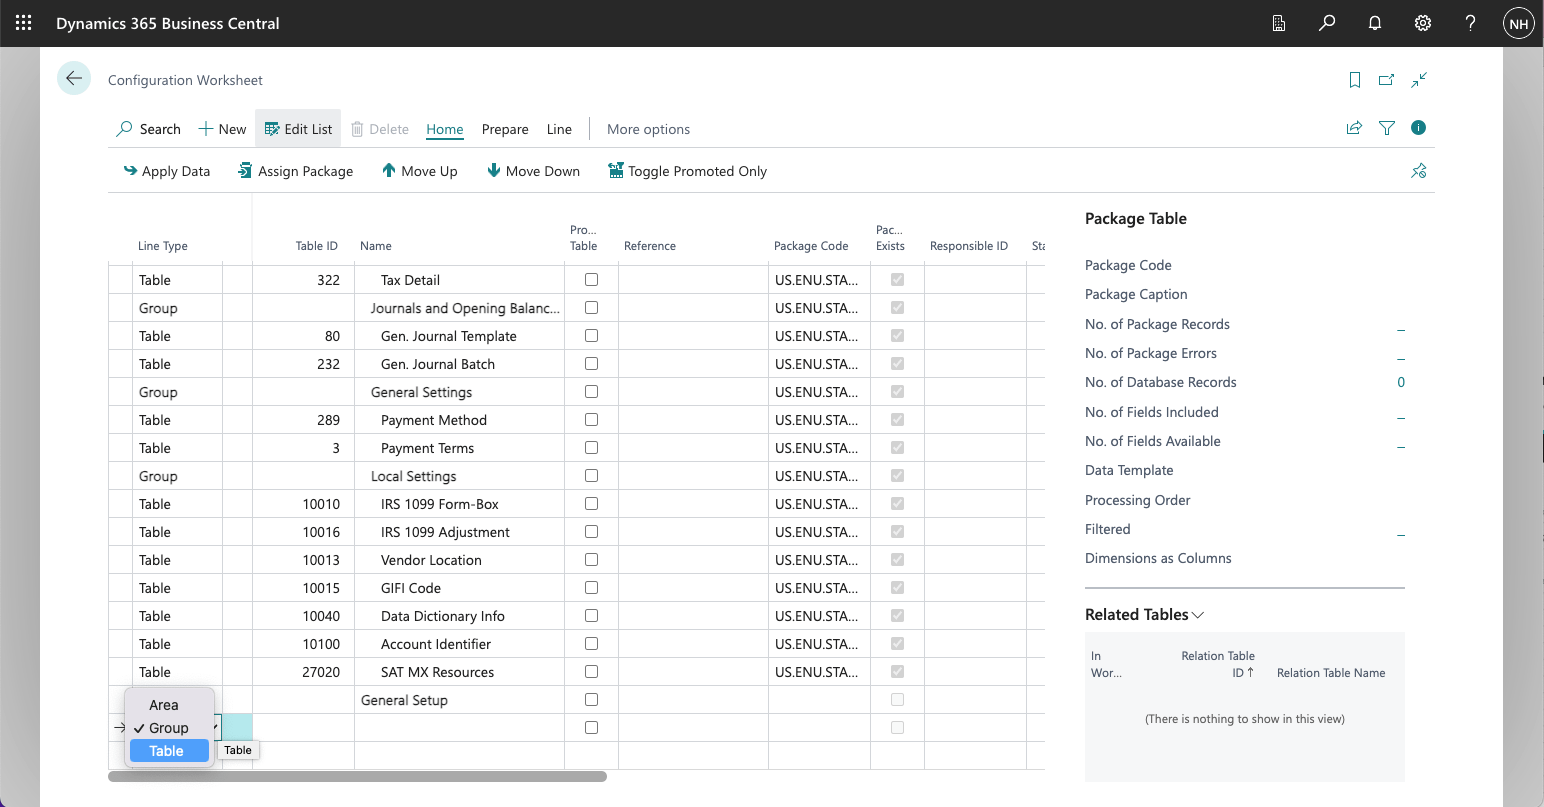 Dynamics 365 Business Central
NH
Configuration Worksheet
Search New Edit List Delete Home Prepare Line More options
Apply Data Assign Package Move Up Move Down Toggle Promoted Only
Line Type Table ID Name Pro... Table Reference Package Code Pac... Exists Responsible ID Sta
Table 322 Tax Detail US.ENU.STA...
Group Journals and Opening Balanc... US.ENU.STA...
Table 80 Gen. Journal Template US.ENU.STA...
Table 232 Gen. Journal Batch US.ENU.STA...
Group General Settings US.ENU.STA...
Table 289 Payment Method US.ENU.STA...
Table 3 Payment Terms US.ENU.STA...
Group Local Settings US.ENU.STA...
Table 10010 IRS 1099 Form-Box US.ENU.STA...
Table 10016 IRS 1099 Adjustment US.ENU.STA...
Table 10013 Vendor Location US.ENU.STA...
Table 10015 GIFI Code US.ENU.STA...
Table 10040 Data Dictionary Info US.ENU.STA...
Table 10100 Account Identifier US.ENU.STA...
Table 27020 SAT MX Resources US.ENU.STA...
General Setup
Area
Group
Table
Table
Package Table
Package Code
Package Caption
No. of Package Records _
No. of Package Errors _
No. of Database Records 0
No. of Fields Included _
No. of Fields Available _
Data Template
Processing Order
Filtered _
Dimensions as Columns
Related Tables
In Wor... Relation Table ID ↑ Relation Table Name
(There is nothing to show in this view)